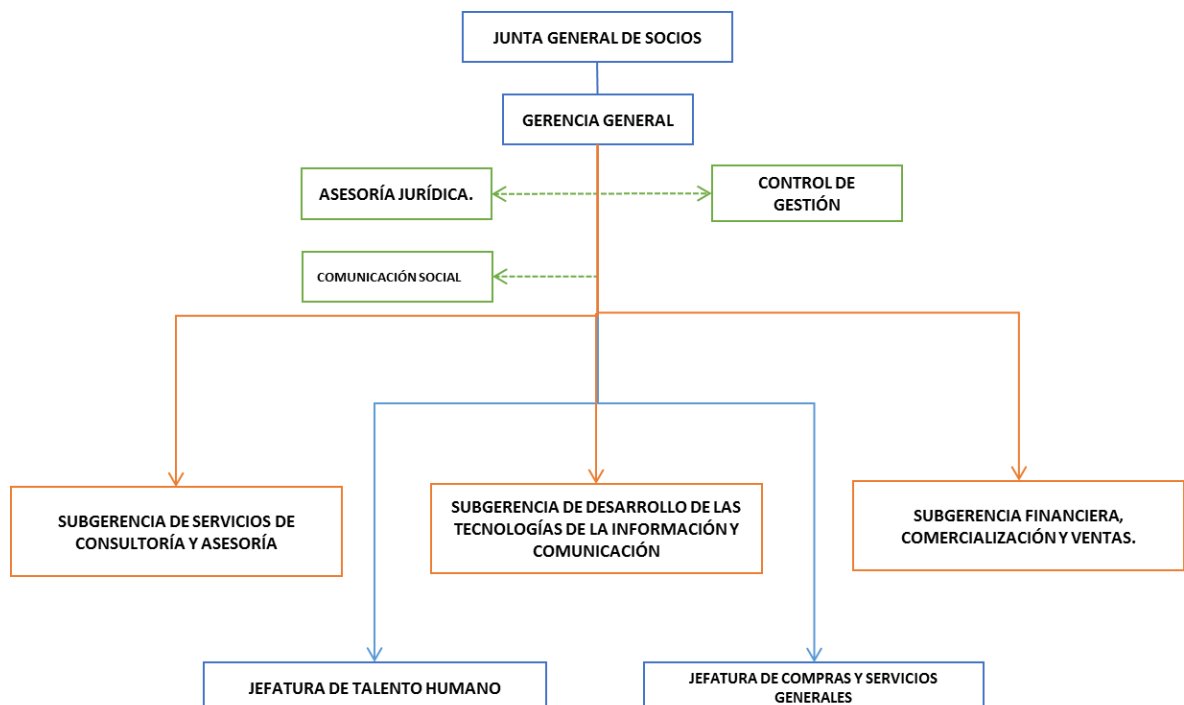 JUNTA GENERAL DE SOCIOS
GERENCIA GENERAL
ASESORÍA JURÍDICA.
CONTROL DE
GESTIÓN
COMUNICACIÓN SOCIAL
SUBGERENCIA DE SERVICIOS DE
CONSULTORÍA Y ASESORÍA
SUBGERENCIA DE DESARROLLO DE LAS
TECNOLOGÍAS DE LA INFORMACIÓN Y
COMUNICACIÓN
SUBGERENCIA FINANCIERA,
COMERCIALIZACIÓN Y VENTAS.
JEFATURA DE TALENTO HUMANO
JEFATURA DE COMPRAS Y SERVICIOS
GENERALES